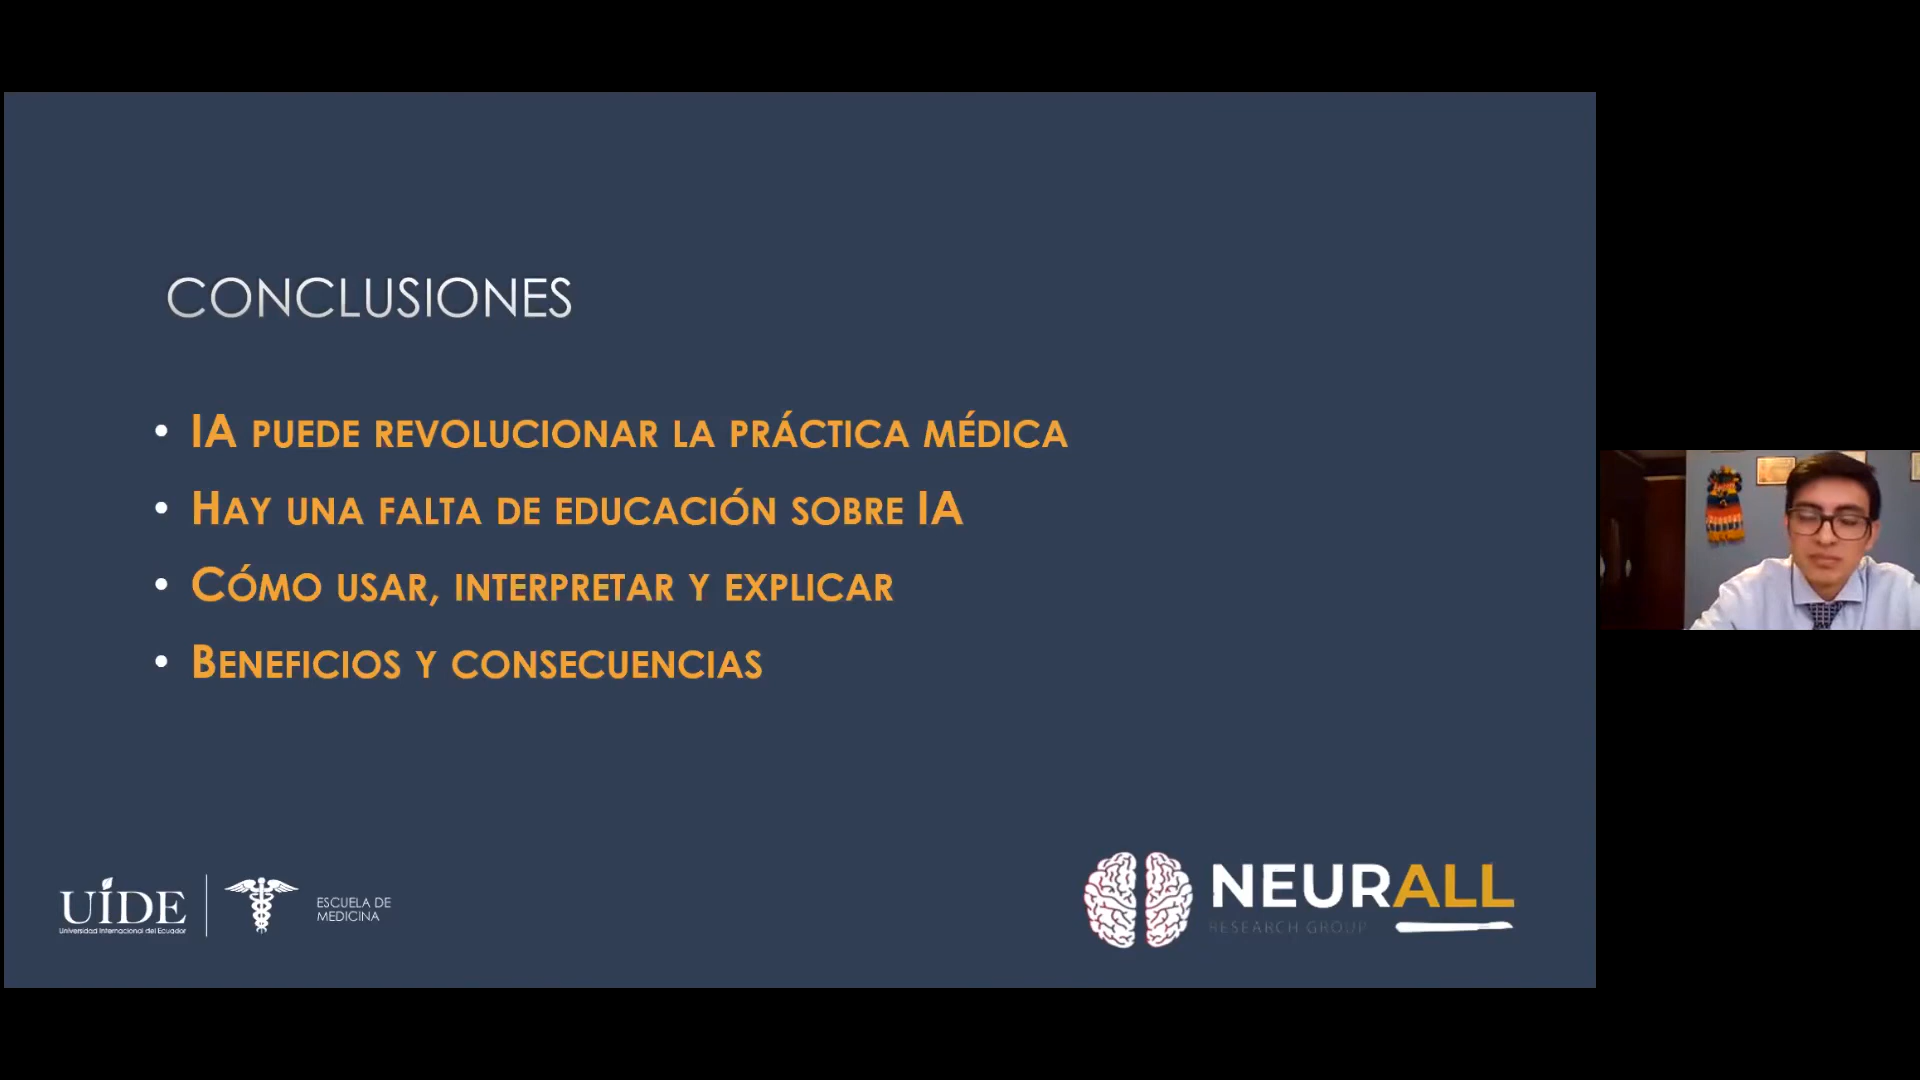 CONCLUSIONES
• IA PUEDE REVOLUCIONAR LA PRÁCTICA MÉDICA
• HAY UNA FALTA DE EDUCACIÓN SOBRE IA
• CÓMO USAR, INTERPRETAR Y EXPLICAR
• BENEFICIOS Y CONSECUENCIAS
UIDE
Universidad Internacional del Ecuador
ESCUELA DE
MEDICINA
NEURALL
RESEARCH GROUP